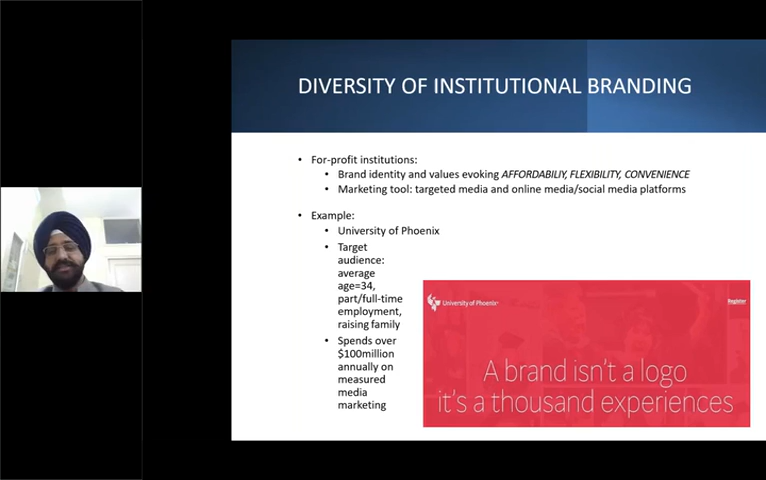 DIVERSITY OF INSTITUTIONAL BRANDING
• For-profit institutions:
• Brand identity and values evoking AFFORDABILIY, FLEXIBILITY, CONVENIENCE
• Marketing tool: targeted media and online media/social media platforms
• Example:
• University of Phoenix
• Target
audience:
average
age=34,
part/full-time
employment,
raising family
• Spends over
$100million
annually on
measured
media
marketing
University of Phoenix®
Register
A brand isn't a logo
it's a thousand experiences